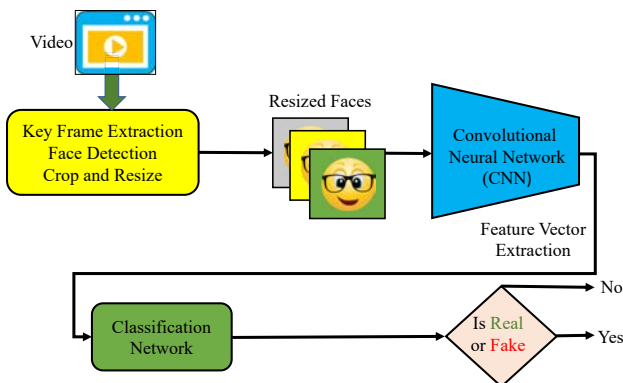 Video
Key Frame Extraction
Face Detection
Crop and Resize
Resized Faces
Convolutional
Neural Network
(CNN)
Feature Vector
Extraction
Classification
Network
Is Real
or Fake
No
Yes